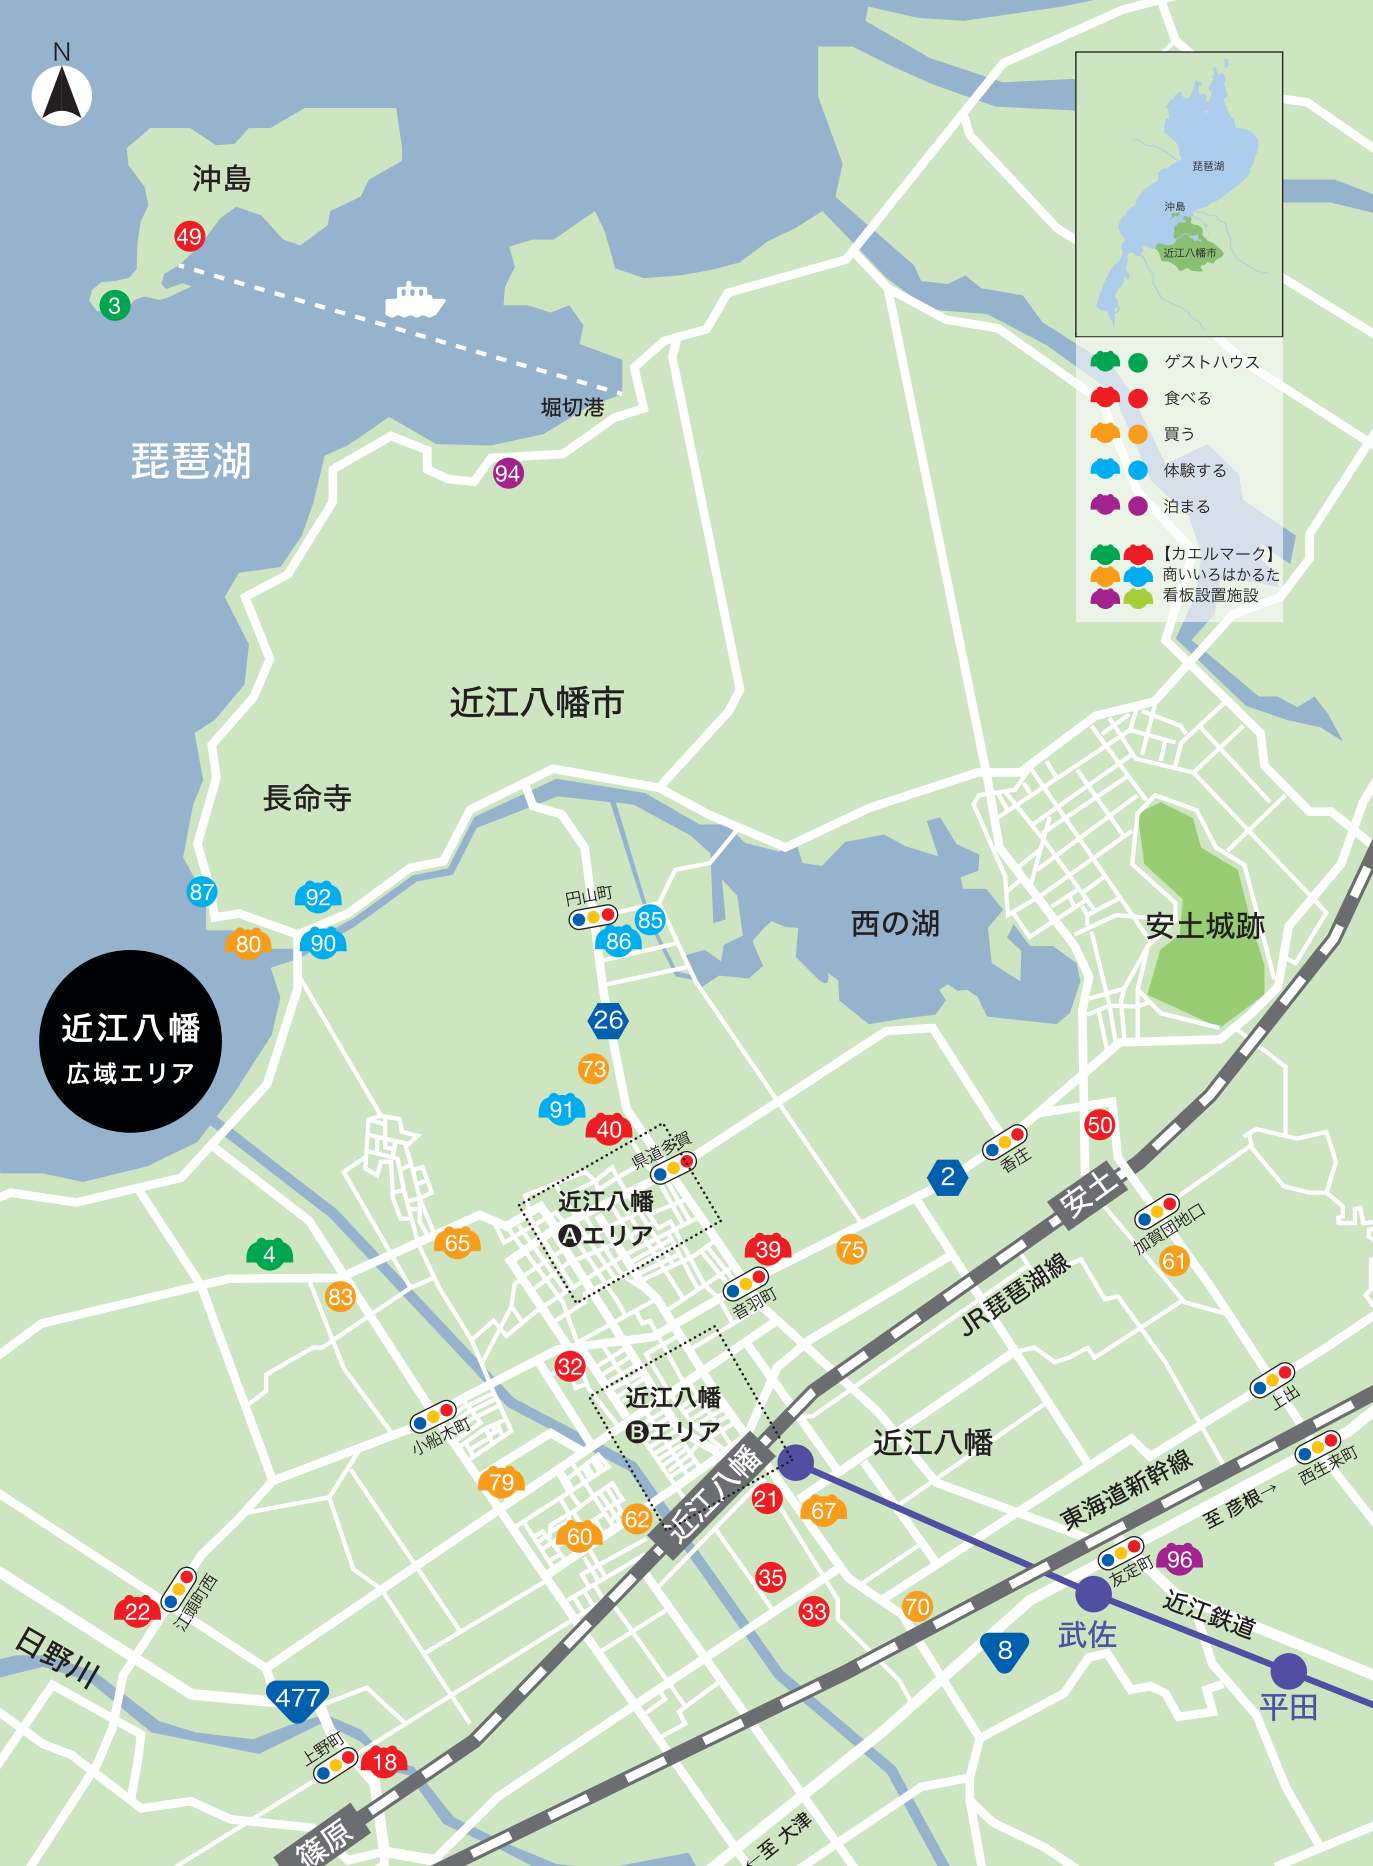 N
沖島
49
3
琵琶湖
沖島
近江八幡市
ゲストハウス
食べる
買う
体験する
泊まる
【カエルマーク】
商いいろはかるた
看板設置施設
堀切港
琵琶湖
94
近江八幡市
長命寺
87
92
80
90
円山町
85
86
西の湖
安土城跡
近江八幡
広域エリア
26
73
91
40
県道多賀
50
香庄
2
安土
加賀団地口
61
近江八幡
Aエリア
4
65
39
75
83
音羽町
JR琵琶湖線
32
上出
近江八幡
Bエリア
小船木町
近江八幡
西生来町
79
近江八幡
21
67
東海道新幹線
至 彦根→
62
60
友定町
96
35
33
70
近江鉄道
22
江頭町西
武佐
8
日野川
477
平田
上野町
18
篠原
←至 大津